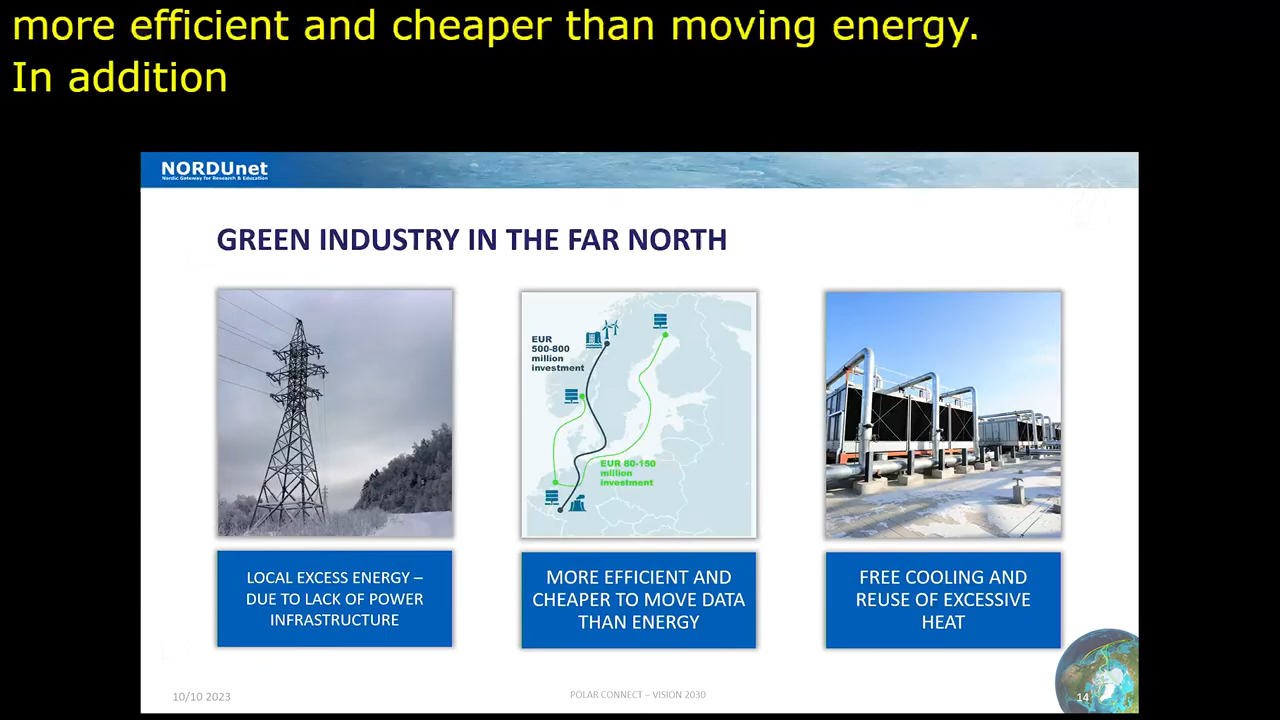 more efficient and cheaper than moving energy.
In addition
NORDUnet
Nordic Gateway for Research & Education
GREEN INDUSTRY IN THE FAR NORTH
EUR
500-800
million
investment
EUR 80-150
million
investment
LOCAL EXCESS ENERGY –
DUE TO LACK OF POWER
INFRASTRUCTURE
MORE EFFICIENT AND
CHEAPER TO MOVE DATA
THAN ENERGY
FREE COOLING AND
REUSE OF EXCESSIVE
HEAT
10/10 2023
POLAR CONNECT – VISION 2030
14